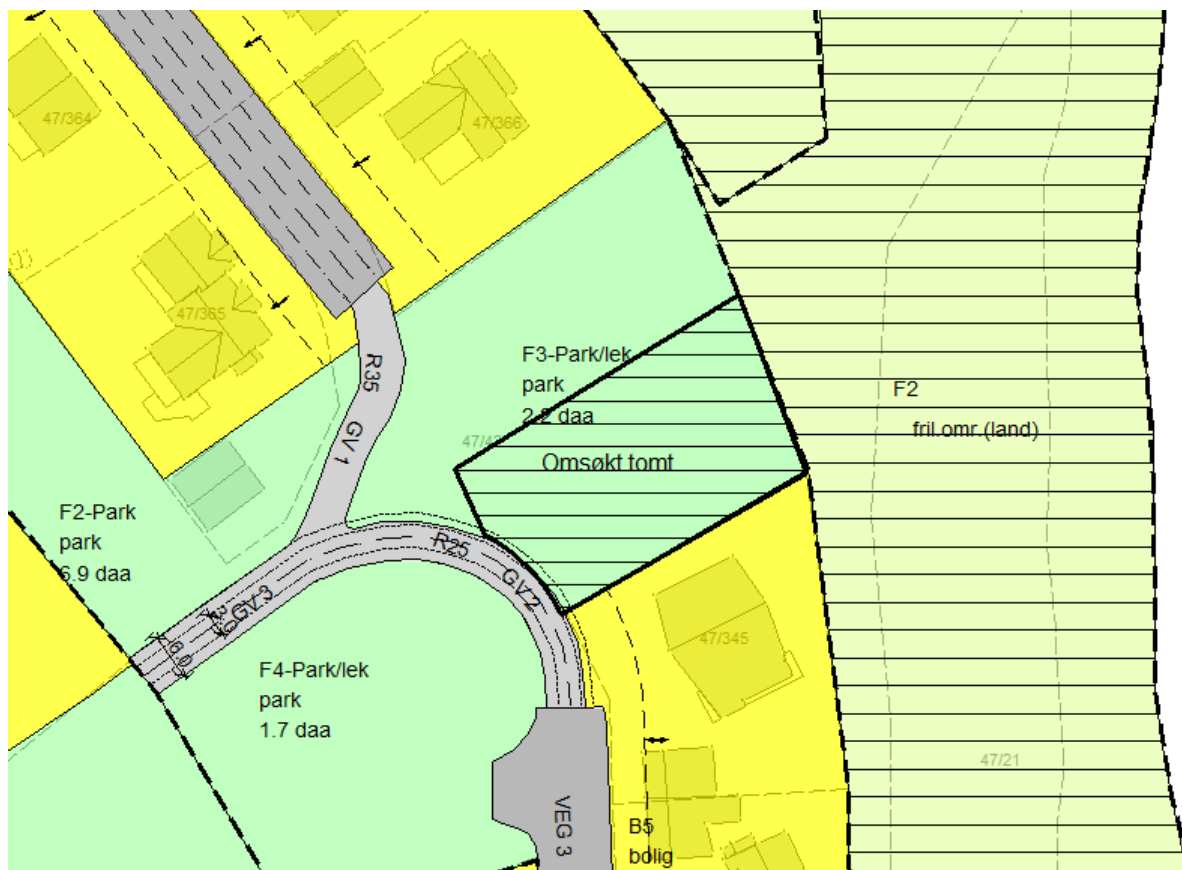 47/364
47/366
47/365
R35
GV 1
F3-Park/lek
park
2.2 daa
Omsøkt tomt
F2
fril.omr.(land)
F2-Park
park
6.9 daa
R25
GV 2
GV 3
6.0
F4-Park/lek
park
1.7 daa
47/345
47/21
VEG 3
B5
bolig